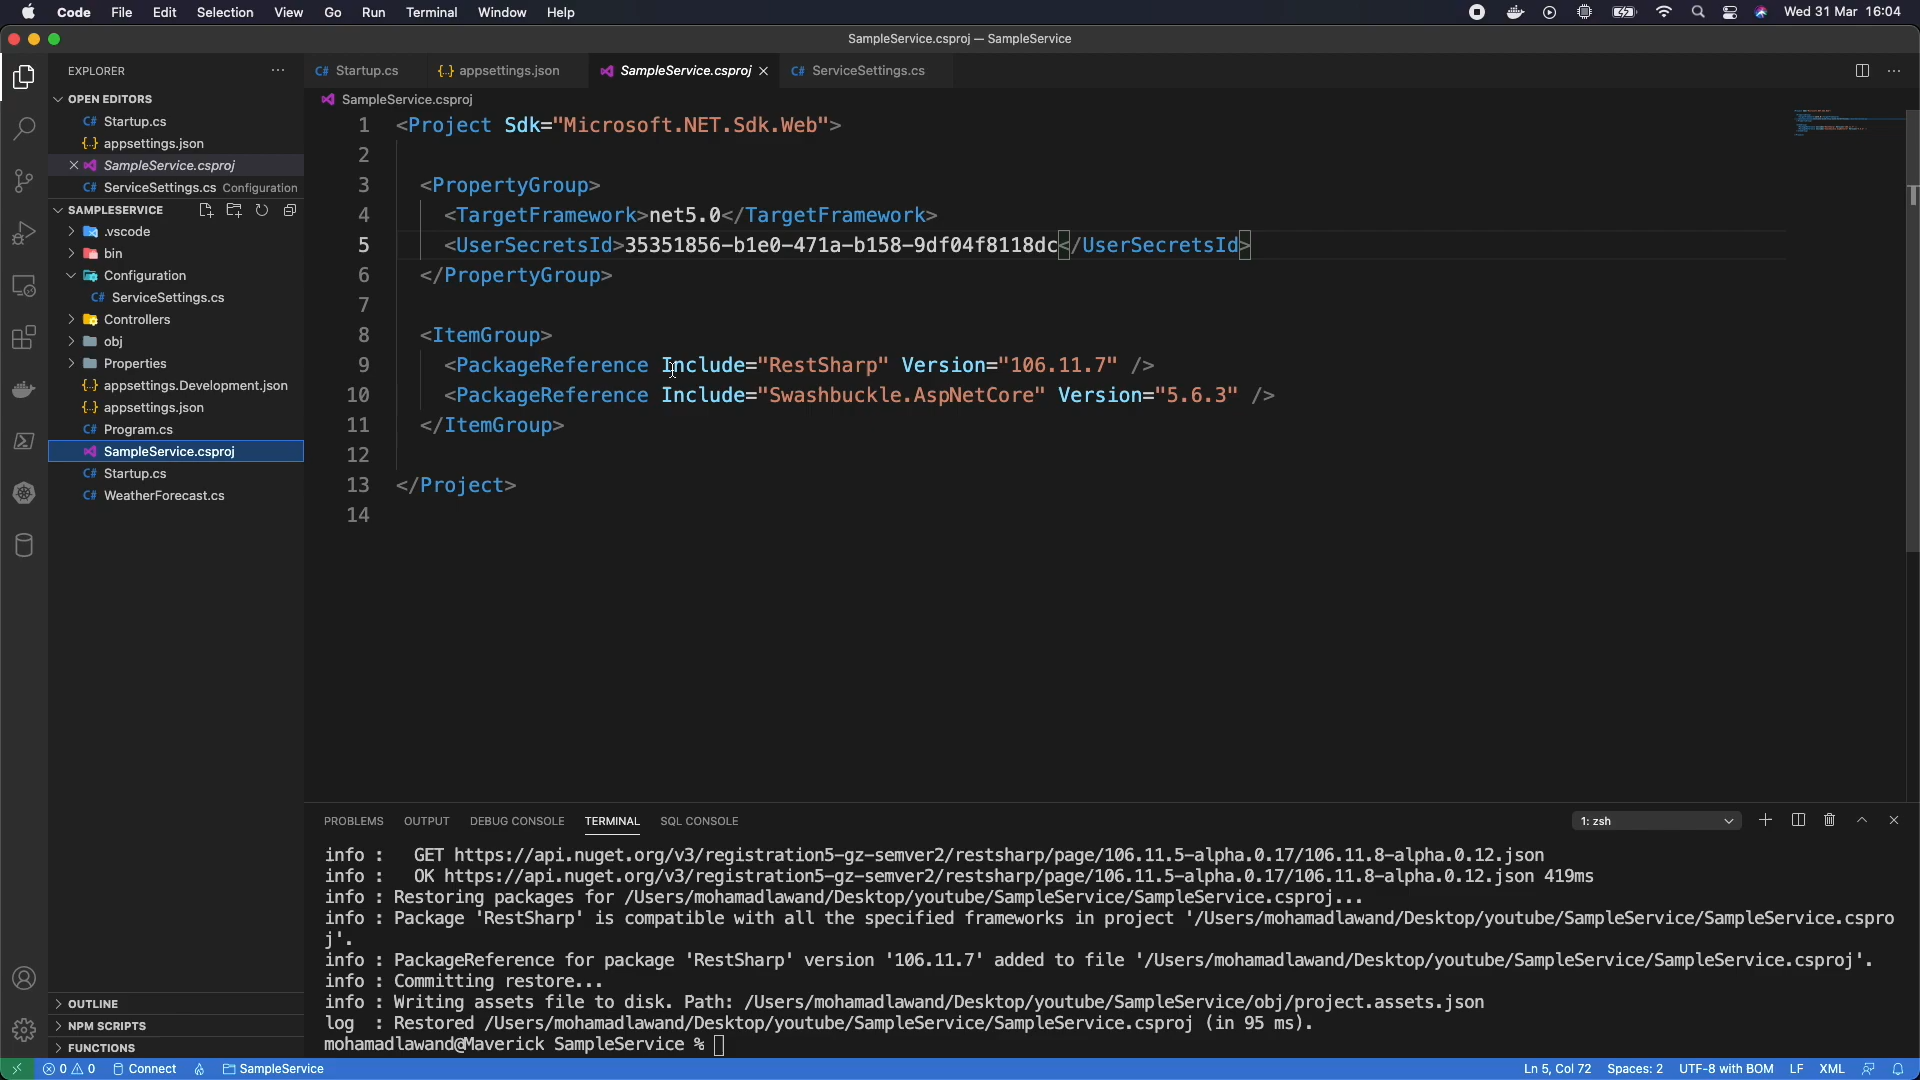 Code File Edit Selection View Go Run Terminal Window Help Wed 31 Mar 16:04
SampleService.csproj — SampleService
EXPLORER
OPEN EDITORS
C# Startup.cs
{} appsettings.json
SampleService.csproj
C# ServiceSettings.cs Configuration
SAMPLESERVICE
.vscode
bin
Configuration
C# ServiceSettings.cs
Controllers
obj
Properties
{} appsettings.Development.json
{} appsettings.json
C# Program.cs
SampleService.csproj
C# Startup.cs
C# WeatherForecast.cs
OUTLINE
NPM SCRIPTS
FUNCTIONS
C# Startup.cs {} appsettings.json SampleService.csproj C# ServiceSettings.cs
SampleService.csproj
1 <Project Sdk="Microsoft.NET.Sdk.Web">
2
3 <PropertyGroup>
4 <TargetFramework>net5.0</TargetFramework>
5 <UserSecretsId>35351856-b1e0-471a-b158-9df04f8118dc</UserSecretsId>
6 </PropertyGroup>
7
8 <ItemGroup>
9 <PackageReference Include="RestSharp" Version="106.11.7" />
10 <PackageReference Include="Swashbuckle.AspNetCore" Version="5.6.3" />
11 </ItemGroup>
12
13 </Project>
14
PROBLEMS OUTPUT DEBUG CONSOLE TERMINAL SQL CONSOLE 1: zsh
info : GET https://api.nuget.org/v3/registration5-gz-semver2/restsharp/page/106.11.5-alpha.0.17/106.11.8-alpha.0.12.json
info : OK https://api.nuget.org/v3/registration5-gz-semver2/restsharp/page/106.11.5-alpha.0.17/106.11.8-alpha.0.12.json 419ms
info : Restoring packages for /Users/mohamadlawand/Desktop/youtube/SampleService/SampleService.csproj...
info : Package 'RestSharp' is compatible with all the specified frameworks in project '/Users/mohamadlawand/Desktop/youtube/SampleService/SampleService.cspro
j'.
info : PackageReference for package 'RestSharp' version '106.11.7' added to file '/Users/mohamadlawand/Desktop/youtube/SampleService/SampleService.csproj'.
info : Committing restore...
info : Writing assets file to disk. Path: /Users/mohamadlawand/Desktop/youtube/SampleService/obj/project.assets.json
log : Restored /Users/mohamadlawand/Desktop/youtube/SampleService/SampleService.csproj (in 95 ms).
mohamadlawand@Maverick SampleService %
0 0 Connect SampleService Ln 5, Col 72 Spaces: 2 UTF-8 with BOM LF XML